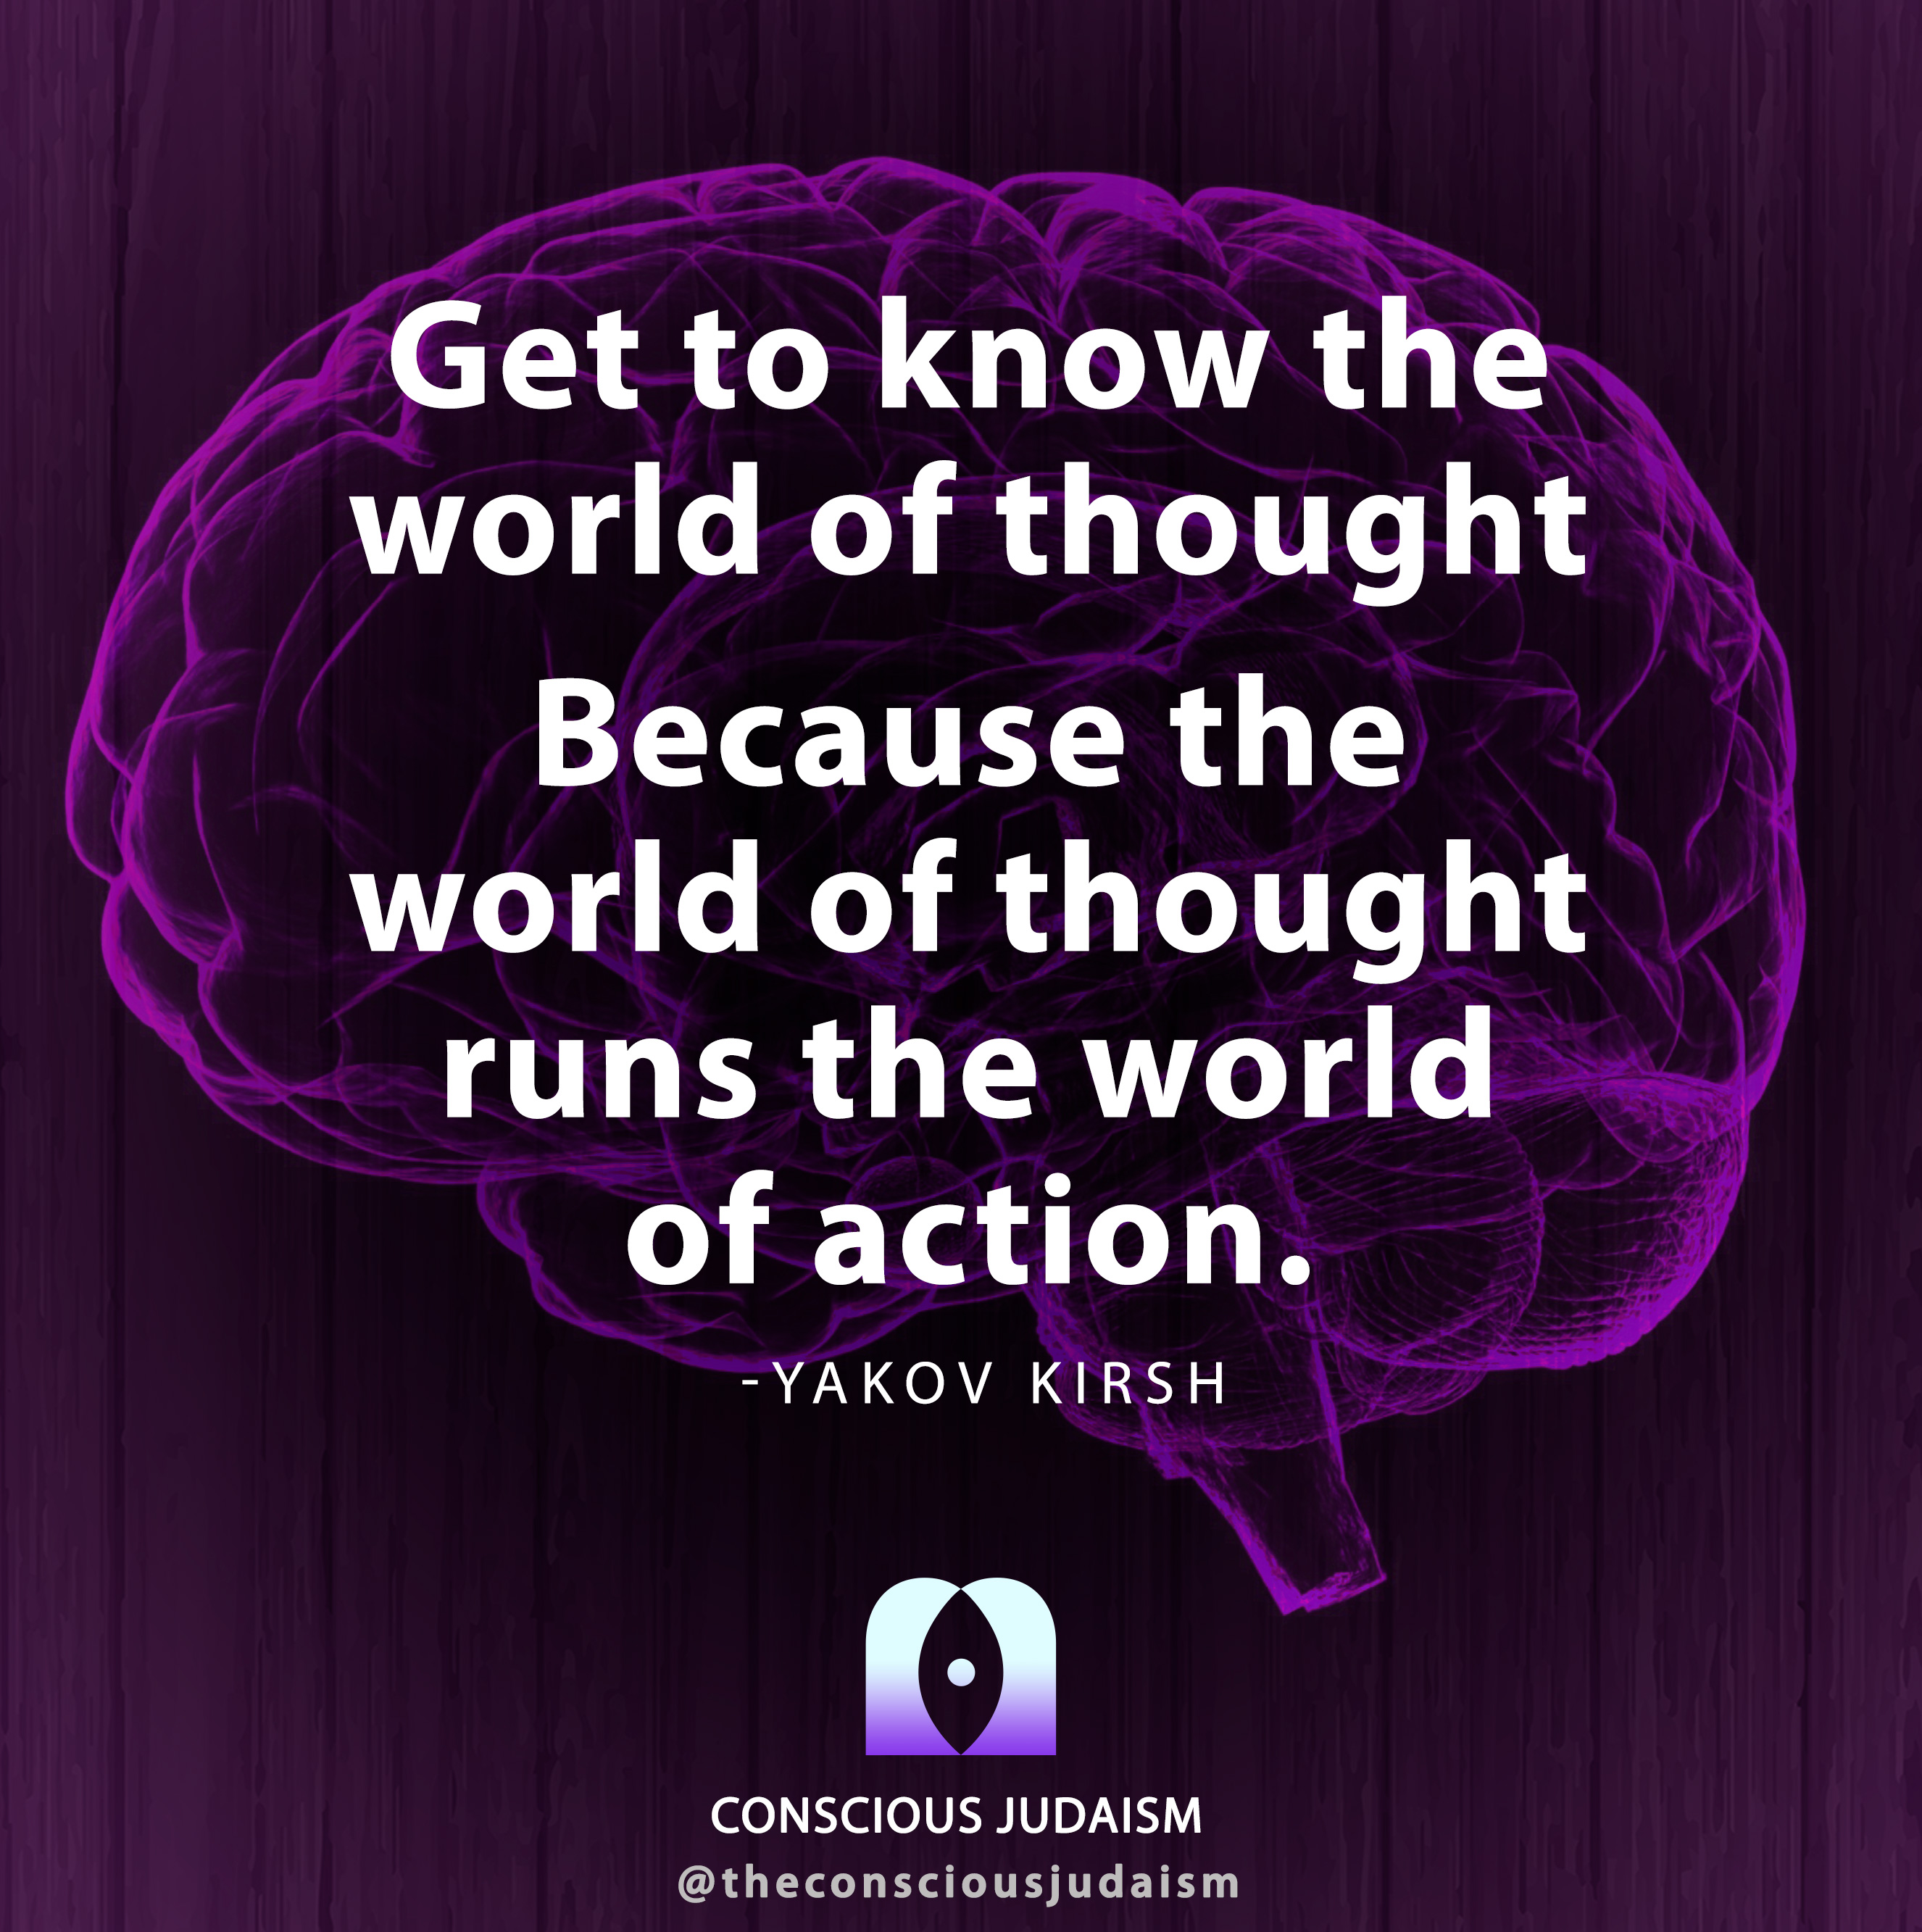 Get to know the
world of thought
Because the
world of thought
runs the world
of action.
-YAKOV KIRSH
CONSCIOUS JUDAISM
@theconsciousjudaism